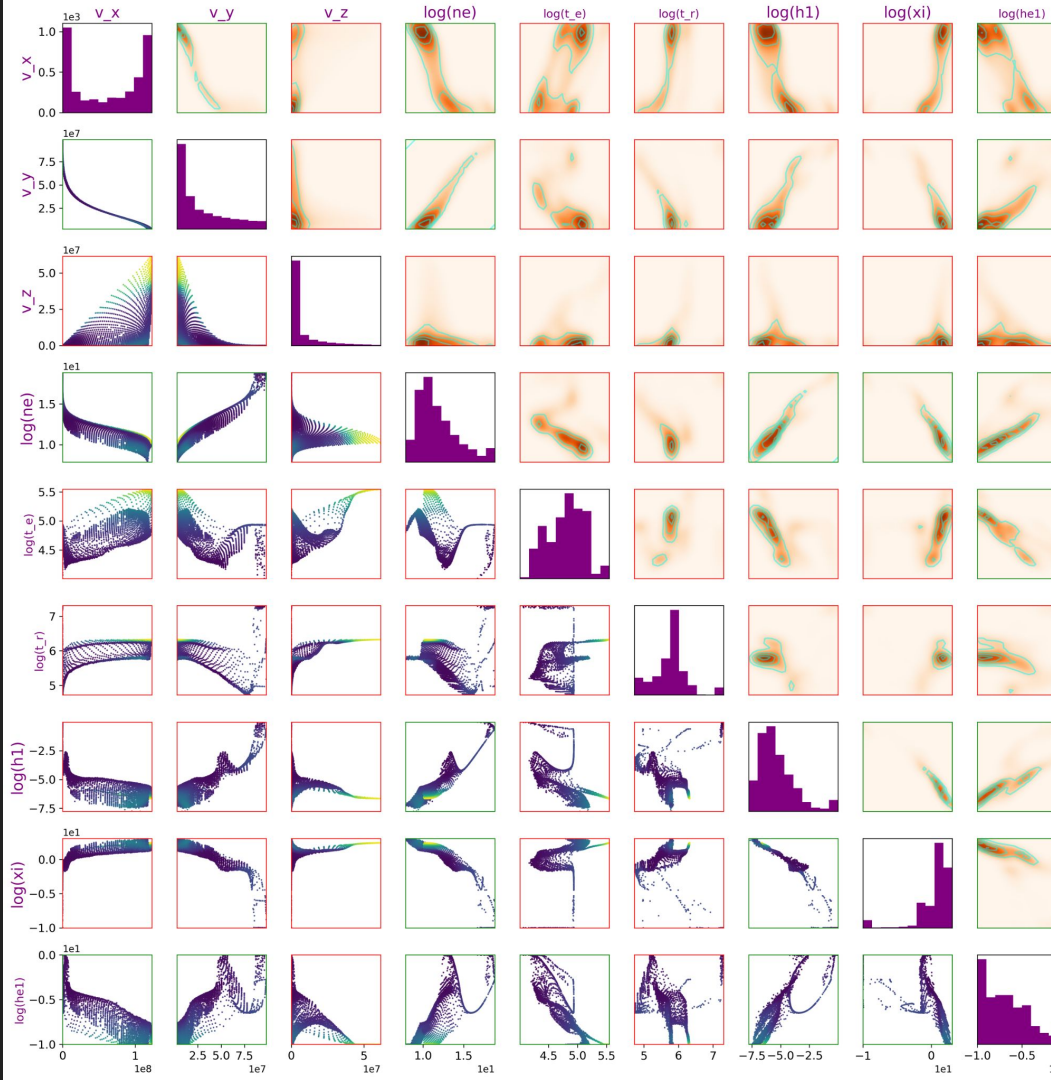 v_x v_y v_z log(ne) log(t_e) log(t_r) log(h1) log(xi) log(he1)
1e3
1.0
v_x
0.5
0.0
1e7
7.5
v_y
5.0
2.5
1e7
5.0
v_z
2.5
0.0
1e1
1.5
log(ne)
1.0
5.5
log(t_e)
5.0
4.5
7
log(t_r)
6
5
log(h1)
−2.5
−5.0
−7.5
1e1
0.0
log(xi)
−0.5
−1.0
1e1
0.0
log(he1)
−0.5
−1.0
0 1 2.5 5.0 7.5 0 5 1.0 1.5 4.5 5.0 5.5 5 6 7 −7.5 −5.0 −2.5 −1 0 −1.0 −0.5
1e8 1e7 1e7 1e1 1e1